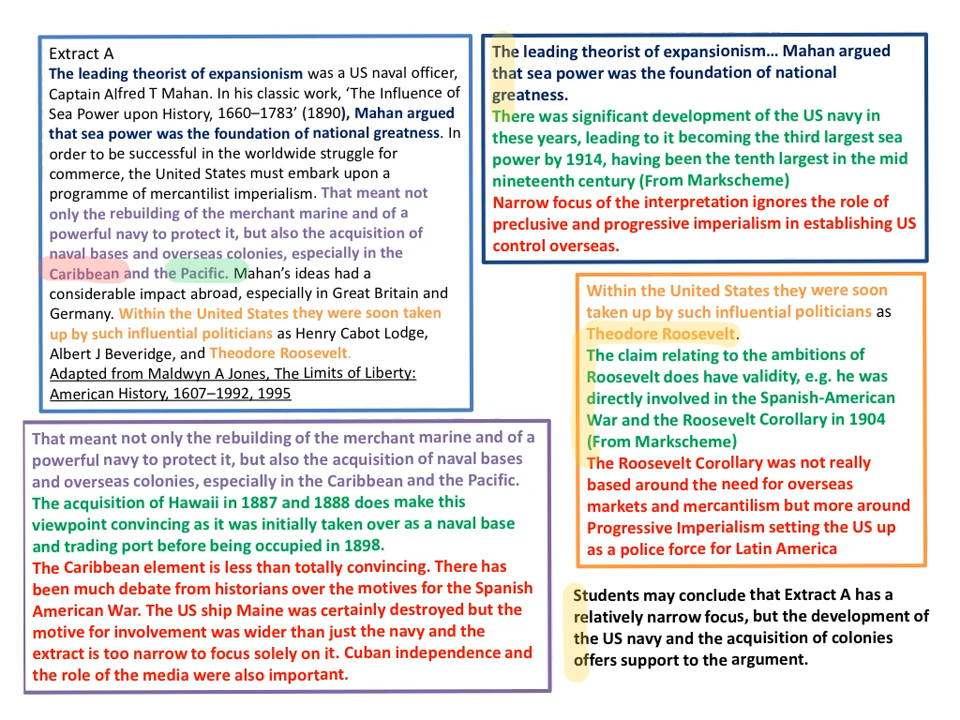 Extract A
The leading theorist of expansionism was a US naval officer,
Captain Alfred T Mahan. In his classic work, ‘The Influence of
Sea Power upon History, 1660–1783’ (1890), Mahan argued
that sea power was the foundation of national greatness. In
order to be successful in the worldwide struggle for
commerce, the United States must embark upon a
programme of mercantilist imperialism. That meant not
only the rebuilding of the merchant marine and of a
powerful navy to protect it, but also the acquisition of
naval bases and overseas colonies, especially in the
Caribbean and the Pacific. Mahan’s ideas had a
considerable impact abroad, especially in Great Britain and
Germany. Within the United States they were soon taken
up by such influential politicians as Henry Cabot Lodge,
Albert J Beveridge, and Theodore Roosevelt.
Adapted from Maldwyn A Jones, The Limits of Liberty:
American History, 1607–1992, 1995
The leading theorist of expansionism… Mahan argued
that sea power was the foundation of national
greatness.
There was significant development of the US navy in
these years, leading to it becoming the third largest sea
power by 1914, having been the tenth largest in the mid
nineteenth century (From Markscheme)
Narrow focus of the interpretation ignores the role of
preclusive and progressive imperialism in establishing US
control overseas.
Within the United States they were soon
taken up by such influential politicians as
Theodore Roosevelt.
The claim relating to the ambitions of
Roosevelt does have validity, e.g. he was
directly involved in the Spanish-American
War and the Roosevelt Corollary in 1904
(From Markscheme)
The Roosevelt Corollary was not really
based around the need for overseas
markets and mercantilism but more around
Progressive Imperialism setting the US up
as a police force for Latin America
That meant not only the rebuilding of the merchant marine and of a
powerful navy to protect it, but also the acquisition of naval bases
and overseas colonies, especially in the Caribbean and the Pacific.
The acquisition of Hawaii in 1887 and 1888 does make this
viewpoint convincing as it was initially taken over as a naval base
and trading port before being occupied in 1898.
The Caribbean element is less than totally convincing. There has
been much debate from historians over the motives for the Spanish
American War. The US ship Maine was certainly destroyed but the
motive for involvement was wider than just the navy and the
extract is too narrow to focus solely on it. Cuban independence and
the role of the media were also important.
Students may conclude that Extract A has a
relatively narrow focus, but the development of
the US navy and the acquisition of colonies
offers support to the argument.